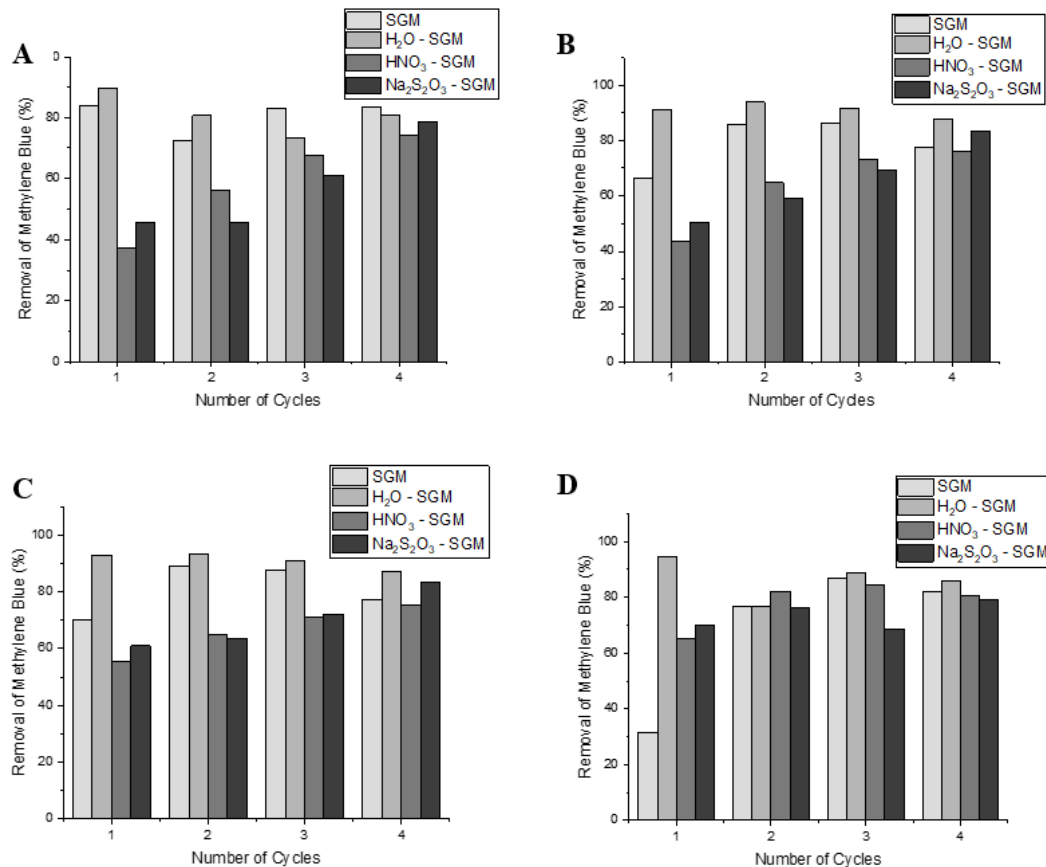 A
SGM
H₂O - SGM
HNO₃ - SGM
Na₂S₂O₃ - SGM
Removal of Methylene Blue (%)
0
80
60
40
20
0
1 2 3 4
Number of Cycles
B
SGM
H₂O - SGM
HNO₃ - SGM
Na₂S₂O₃ - SGM
Removal of Methylene Blue (%)
100
80
60
40
20
0
1 2 3 4
Number of Cycles
C
SGM
H₂O - SGM
HNO₃ - SGM
Na₂S₂O₃ - SGM
Removal of Methylene Blue (%)
100
80
60
40
20
0
1 2 3 4
Number of Cycles
D
SGM
H₂O - SGM
HNO₃ - SGM
Na₂S₂O₃ - SGM
Removal of Methylene Blue (%)
100
80
60
40
20
0
1 2 3 4
Number of Cycles